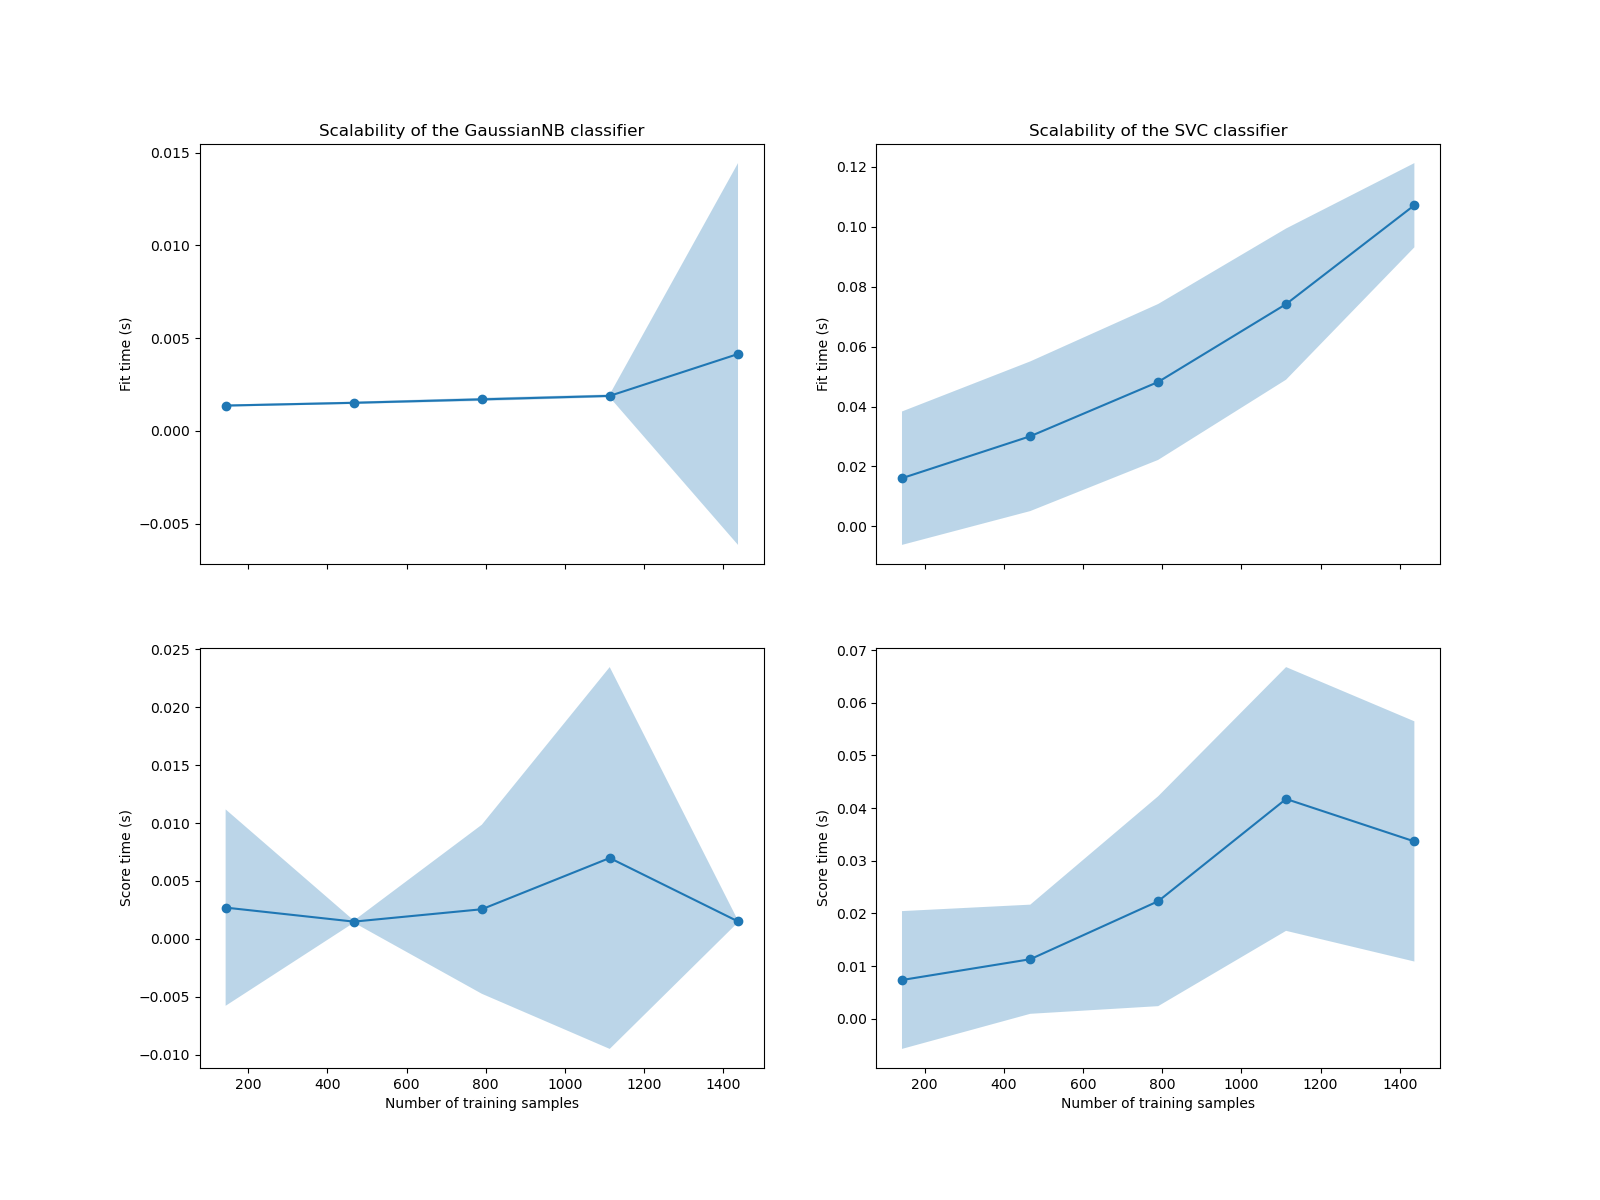 Scalability of the GaussianNB classifier
0.015
0.010
0.005
0.000
−0.005
Fit time (s)
Scalability of the SVC classifier
0.12
0.10
0.08
0.06
0.04
0.02
0.00
Fit time (s)
0.025
0.020
0.015
0.010
0.005
0.000
−0.005
−0.010
Score time (s)
200 400 600 800 1000 1200 1400
Number of training samples
0.07
0.06
0.05
0.04
0.03
0.02
0.01
0.00
Score time (s)
200 400 600 800 1000 1200 1400
Number of training samples